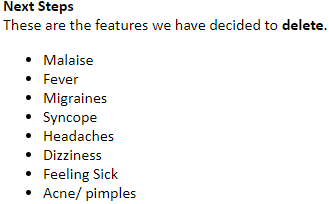 Next Steps
These are the features we have decided to delete.
• Malaise
• Fever
• Migraines
• Syncope
• Headaches
• Dizziness
• Feeling Sick
• Acne/ pimples